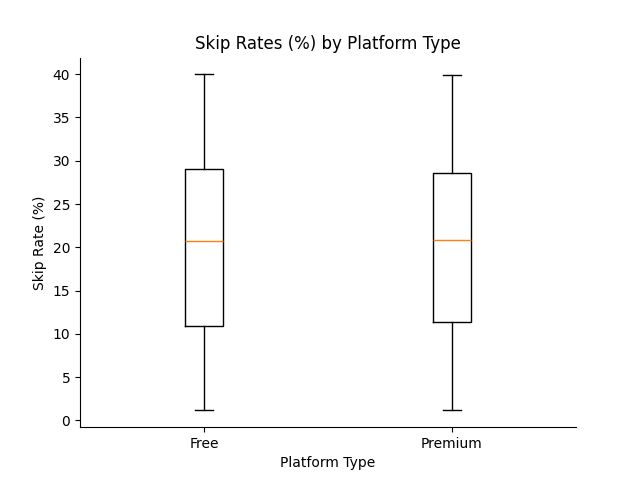 Skip Rates (%) by Platform Type
40
35
30
25
20
15
10
5
0
Skip Rate (%)
Free
Premium
Platform Type